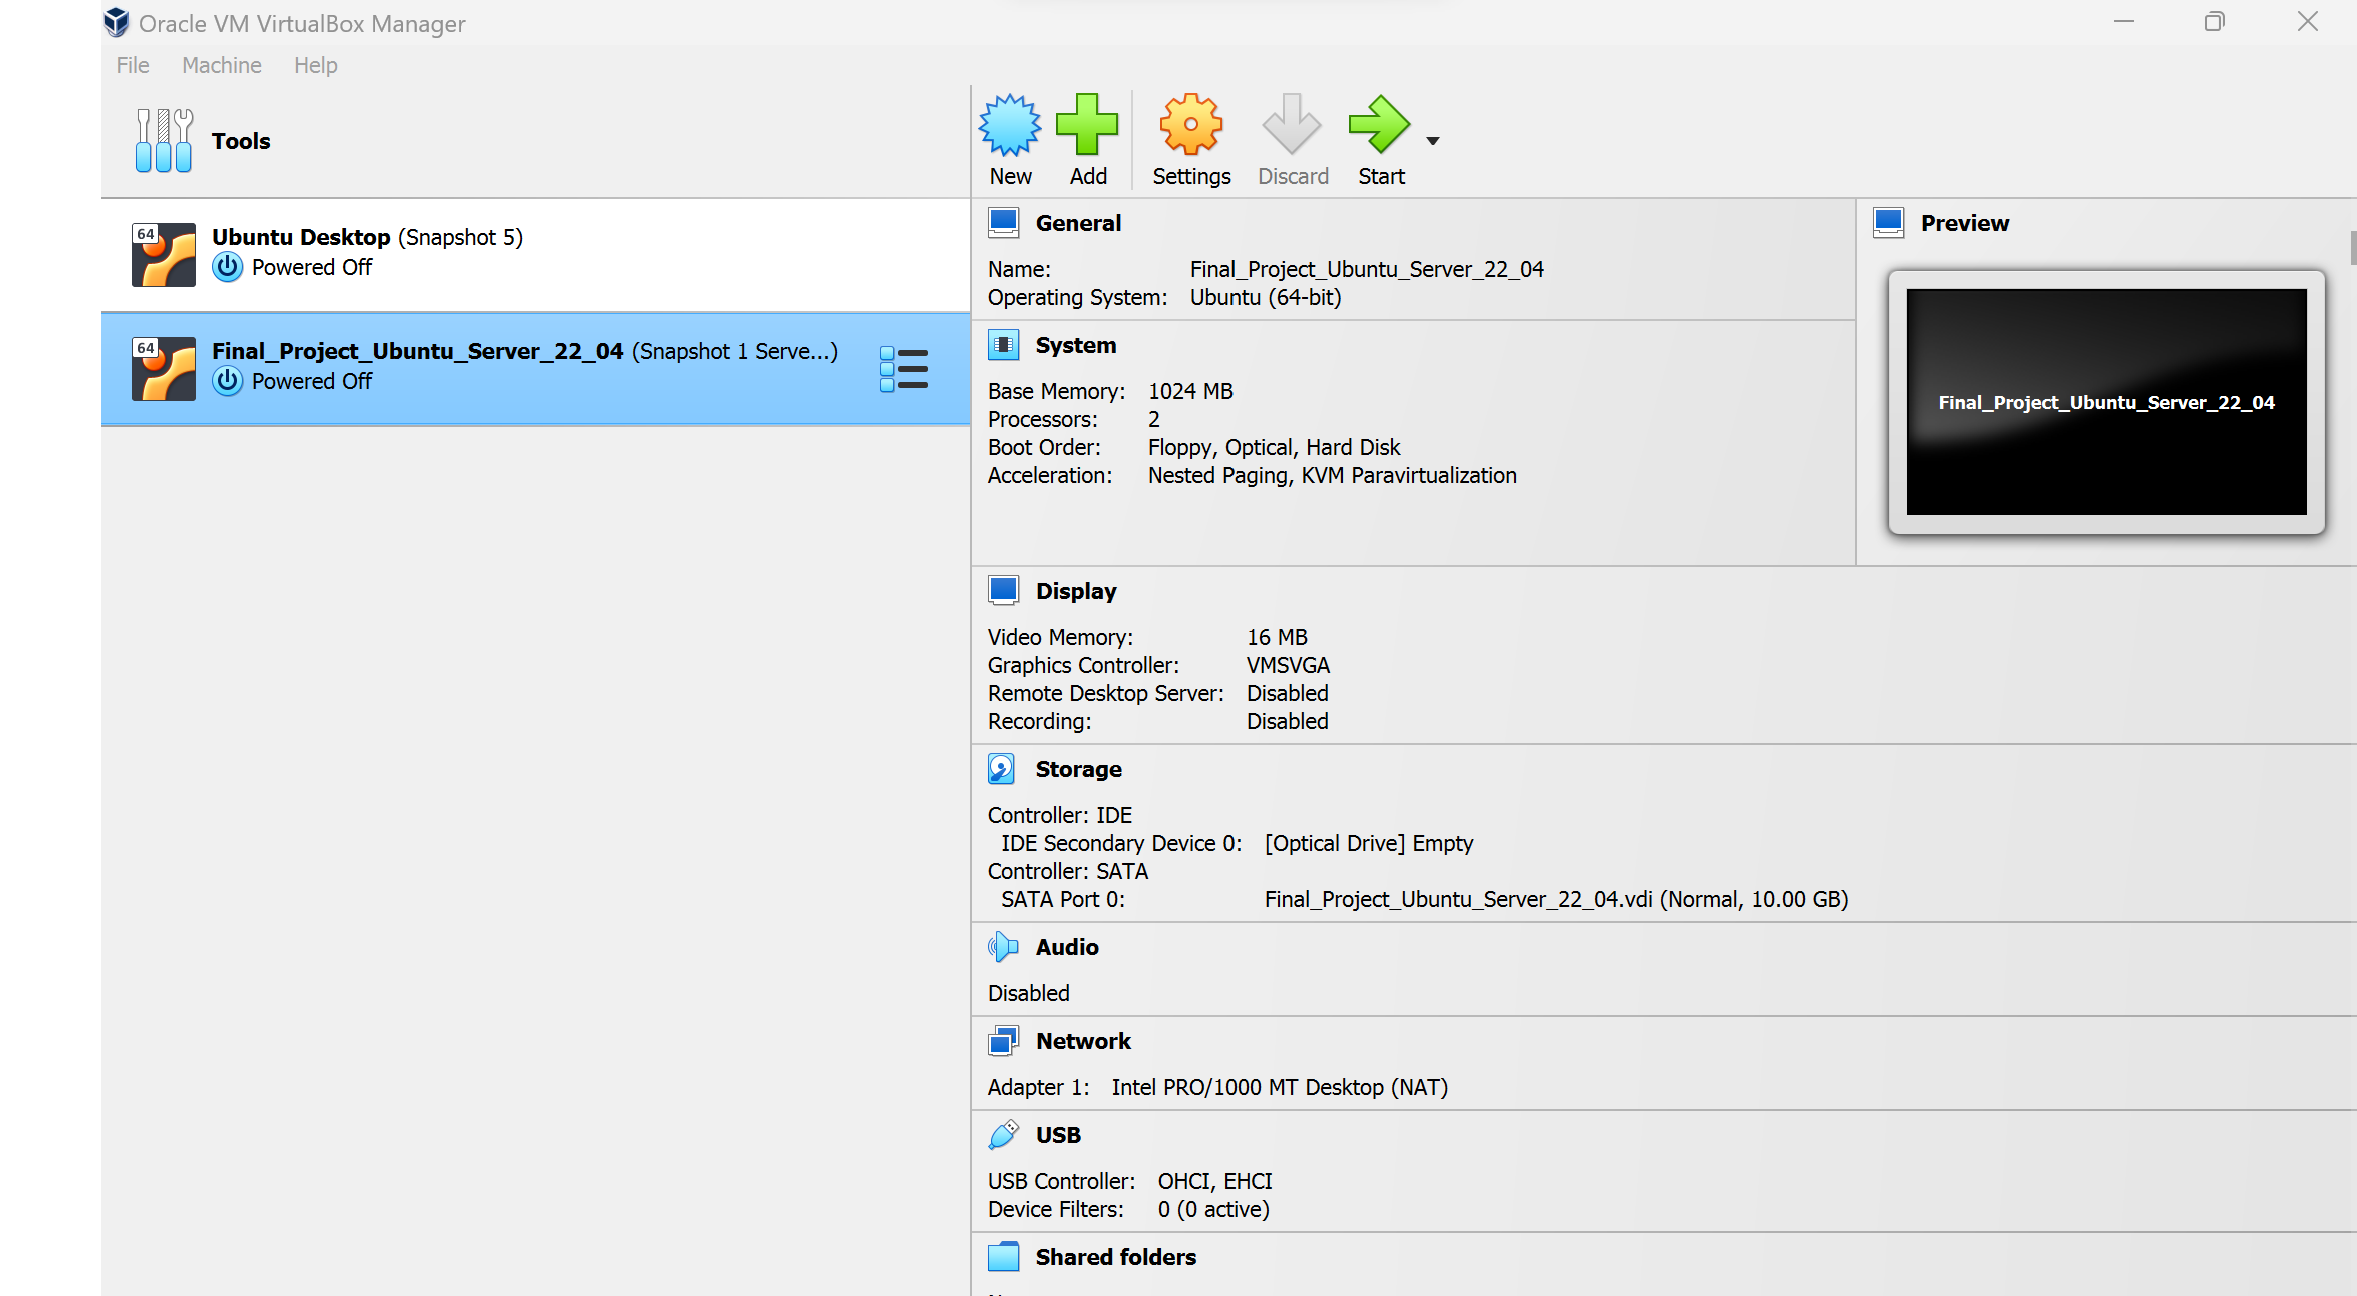 Oracle VM VirtualBox Manager
File Machine Help
Tools
New Add Settings Discard Start
64
Ubuntu Desktop (Snapshot 5)
Powered Off
64
Final_Project_Ubuntu_Server_22_04 (Snapshot 1 Serve...)
Powered Off
General
Name: Final_Project_Ubuntu_Server_22_04
Operating System: Ubuntu (64-bit)
Preview
Final_Project_Ubuntu_Server_22_04
System
Base Memory: 1024 MB
Processors: 2
Boot Order: Floppy, Optical, Hard Disk
Acceleration: Nested Paging, KVM Paravirtualization
Display
Video Memory: 16 MB
Graphics Controller: VMSVGA
Remote Desktop Server: Disabled
Recording: Disabled
Storage
Controller: IDE
IDE Secondary Device 0: [Optical Drive] Empty
Controller: SATA
SATA Port 0: Final_Project_Ubuntu_Server_22_04.vdi (Normal, 10.00 GB)
Audio
Disabled
Network
Adapter 1: Intel PRO/1000 MT Desktop (NAT)
USB
USB Controller: OHCI, EHCI
Device Filters: 0 (0 active)
Shared folders